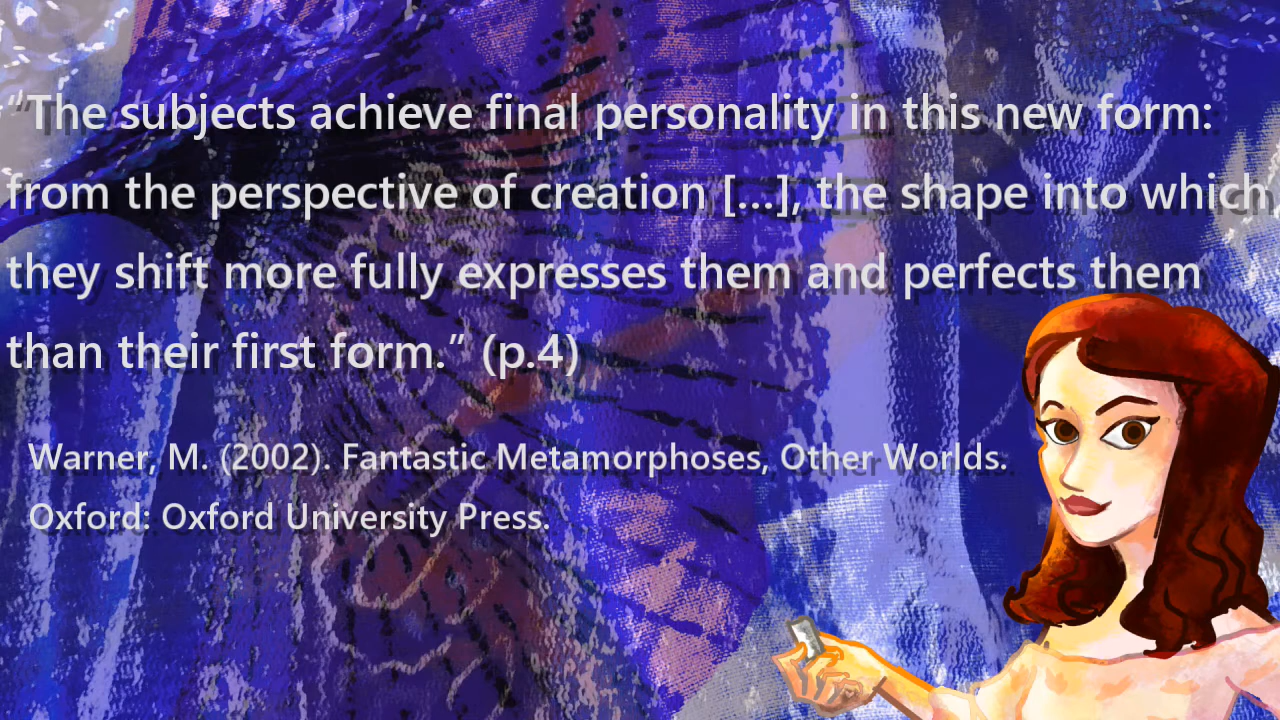 “The subjects achieve final personality in this new form:
from the perspective of creation [...], the shape into which
they shift more fully expresses them and perfects them
than their first form.” (p.4)
Warner, M. (2002). Fantastic Metamorphoses, Other Worlds.
Oxford: Oxford University Press.